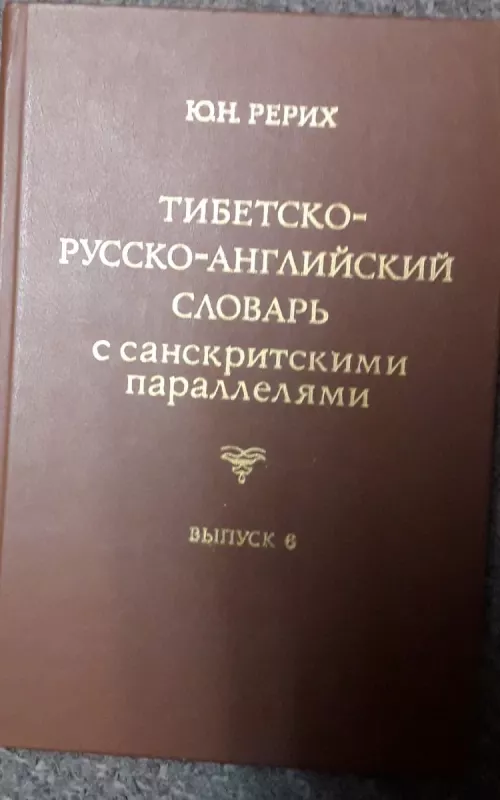 Ю.Н. РЕРИХ
ТИБЕТСКО-
РУССКО-АНГЛИЙСКИЙ
СЛОВАРЬ
с санскритскими
параллелями
ВЫПУСК 6